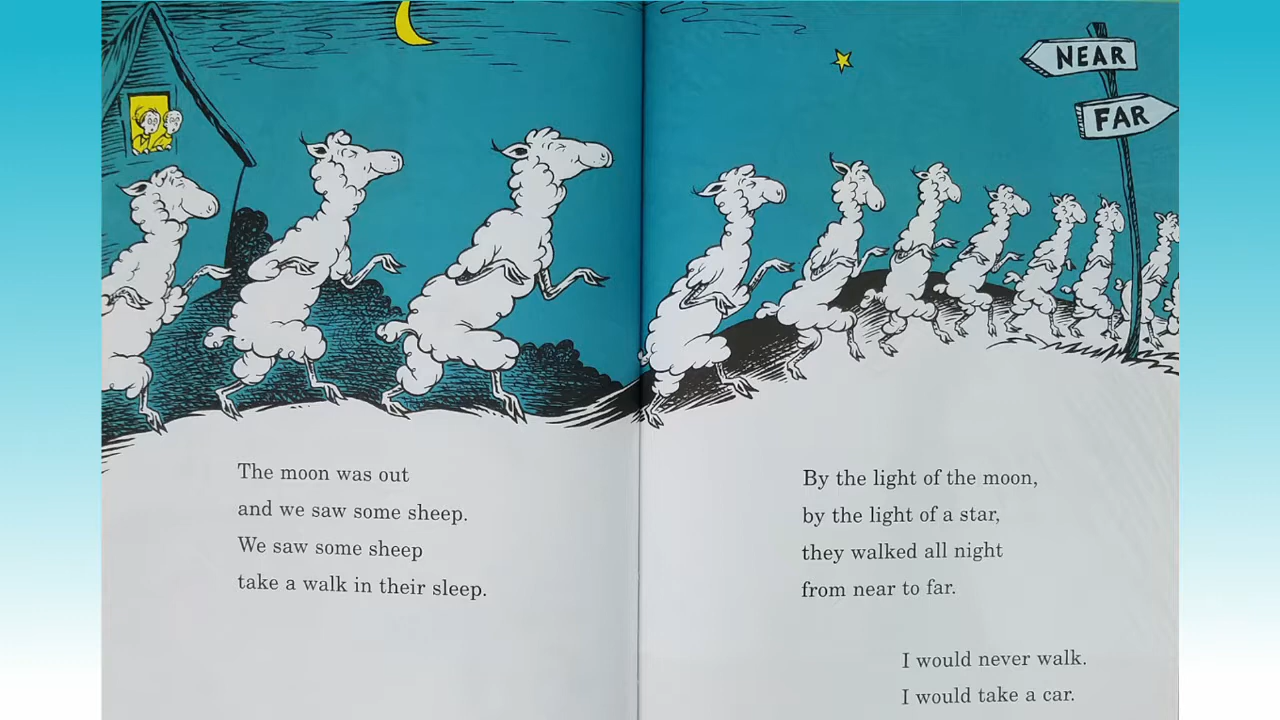 The moon was out
and we saw some sheep.
We saw some sheep
take a walk in their sleep.
NEAR
FAR
By the light of the moon,
by the light of a star,
they walked all night
from near to far.
I would never walk.
I would take a car.